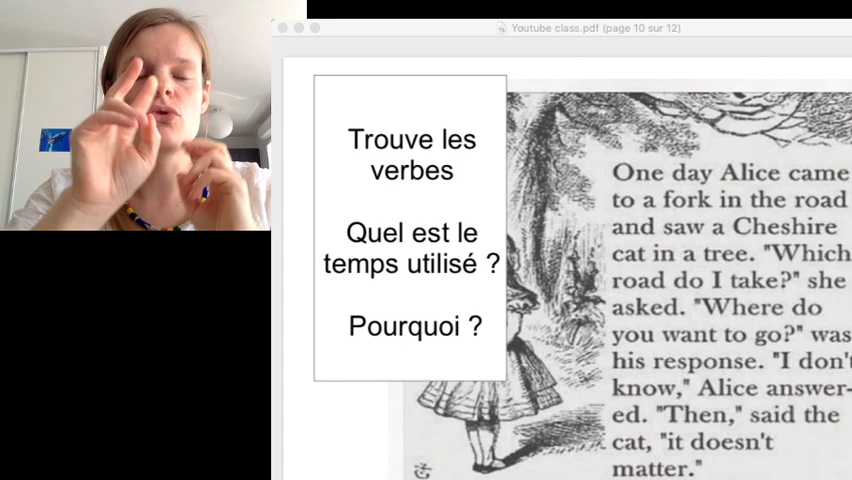 Youtube class.pdf (page 10 sur 12)
Trouve les
verbes
Quel est le
temps utilisé ?
Pourquoi ?
One day Alice came
to a fork in the road
and saw a Cheshire
cat in a tree. "Which
road do I take?" she
asked. "Where do
you want to go?" was
his response. "I don't
know," Alice answer-
ed. "Then," said the
cat, "it doesn't
matter."